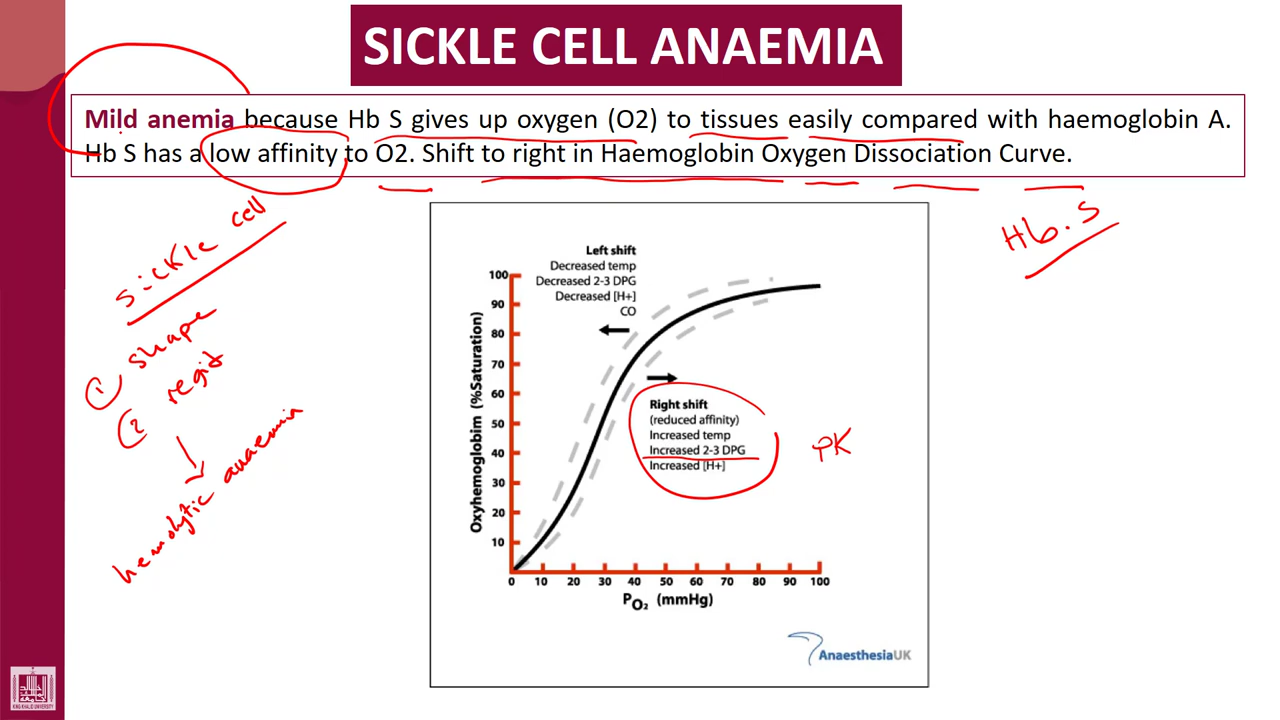 SICKLE CELL ANAEMIA
Mild anemia because Hb S gives up oxygen (O2) to tissues easily compared with haemoglobin A.
Hb S has a low affinity to O2. Shift to right in Haemoglobin Oxygen Dissociation Curve.
Hb.S
sickle cell
① shape
② regid
hemolytic anaemia
Left shift
Decreased temp
Decreased 2-3 DPG
Decreased [H+]
CO
Right shift
(reduced affinity)
Increased temp
Increased 2-3 DPG
Increased [H+]
PK
Oxyhemoglobim (%Saturation)
100
90
80
70
60
50
40
30
20
10
0 10 20 30 40 50 60 70 80 90 100
PO2 (mmHg)
AnaesthesiaUK
KING KHALID UNIVERSITY